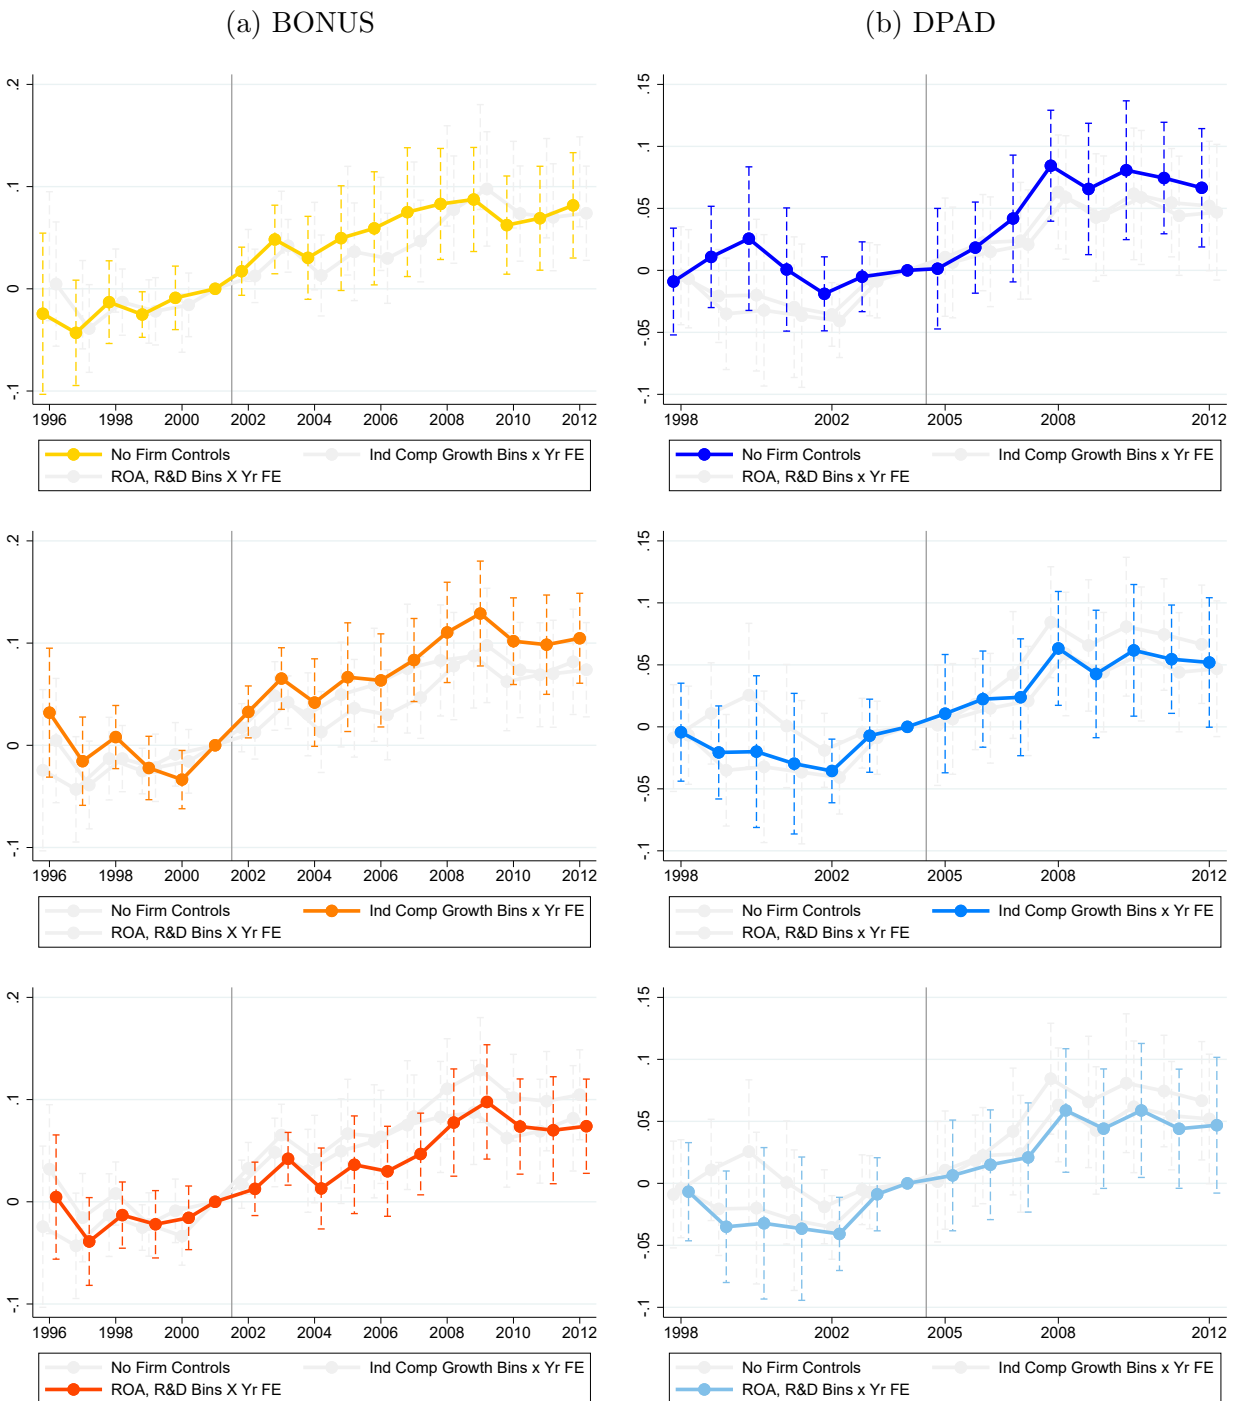 (a) BONUS
(b) DPAD
.2
.1
0
-.1
1996 1998 2000 2002 2004 2006 2008 2010 2012
No Firm Controls
Ind Comp Growth Bins x Yr FE
ROA, R&D Bins X Yr FE
.15
.1
.05
0
-.05
-.1
1998 2002 2005 2008 2012
No Firm Controls
Ind Comp Growth Bins x Yr FE
ROA, R&D Bins x Yr FE
.2
.1
0
-.1
1996 1998 2000 2002 2004 2006 2008 2010 2012
No Firm Controls
Ind Comp Growth Bins x Yr FE
ROA, R&D Bins X Yr FE
.15
.1
.05
0
-.05
-.1
1998 2002 2005 2008 2012
No Firm Controls
Ind Comp Growth Bins x Yr FE
ROA, R&D Bins x Yr FE
.2
.1
0
-.1
1996 1998 2000 2002 2004 2006 2008 2010 2012
No Firm Controls
Ind Comp Growth Bins x Yr FE
ROA, R&D Bins X Yr FE
.15
.1
.05
0
-.05
-.1
1998 2002 2005 2008 2012
No Firm Controls
Ind Comp Growth Bins x Yr FE
ROA, R&D Bins x Yr FE